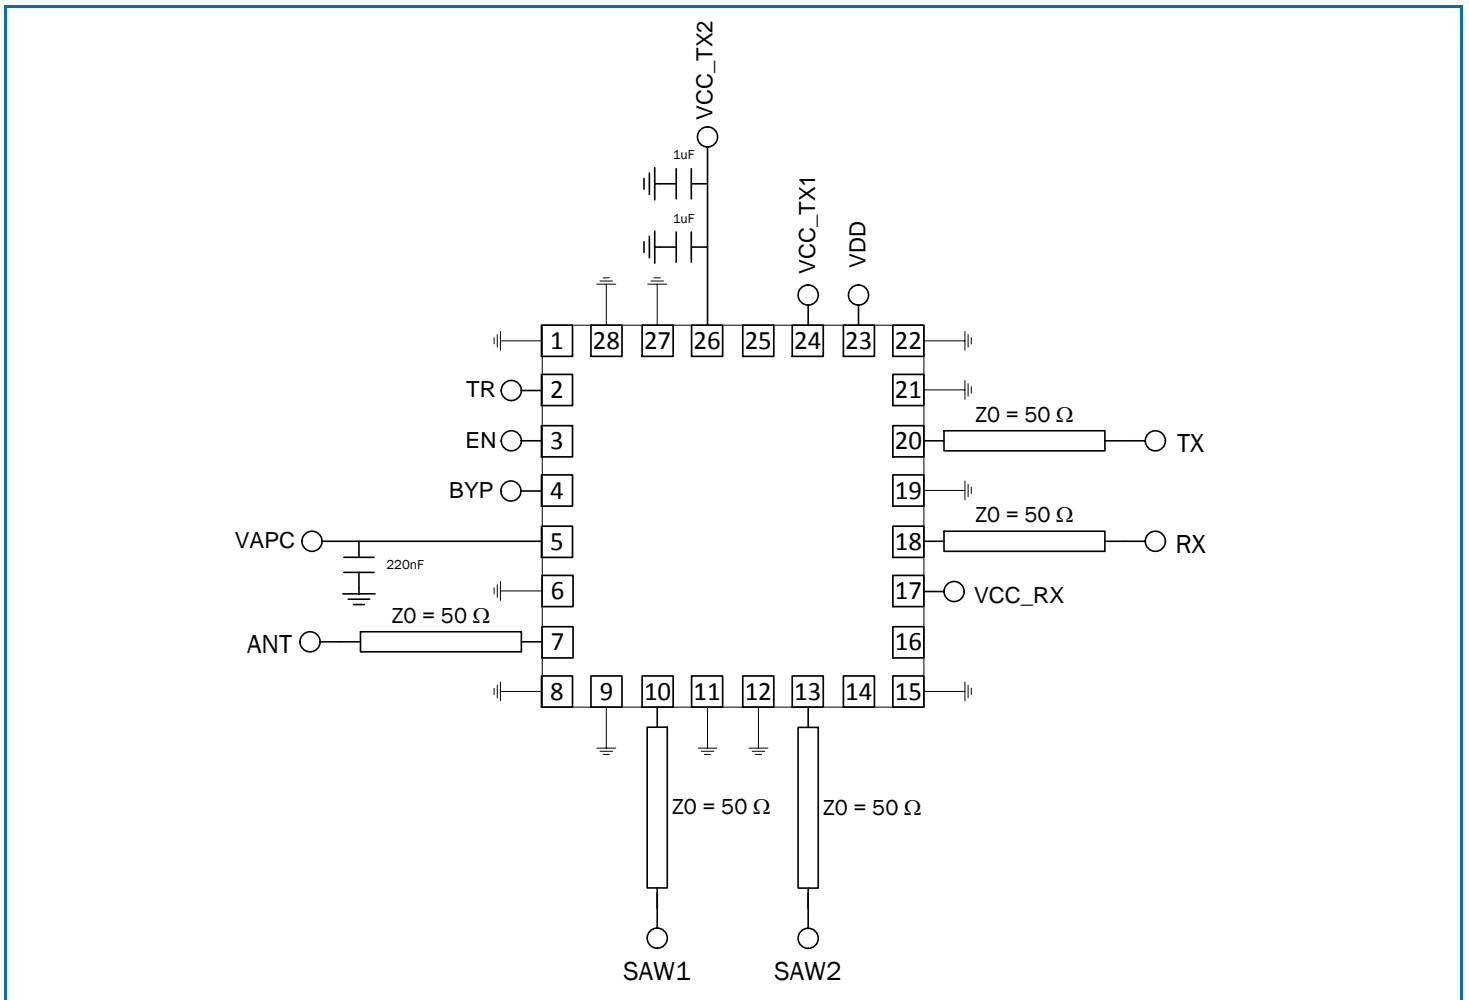 VCC_TX2
1uF
1uF
VCC_TX1
VDD
1
28
27
26
25
24
23
22
TR
2
21
EN
3
20
Z0 = 50 Ω
TX
BYP
4
19
VAPC
5
220nF
18
Z0 = 50 Ω
RX
6
17
VCC_RX
ANT
Z0 = 50 Ω
7
16
8
9
10
11
12
13
14
15
Z0 = 50 Ω
Z0 = 50 Ω
SAW1
SAW2